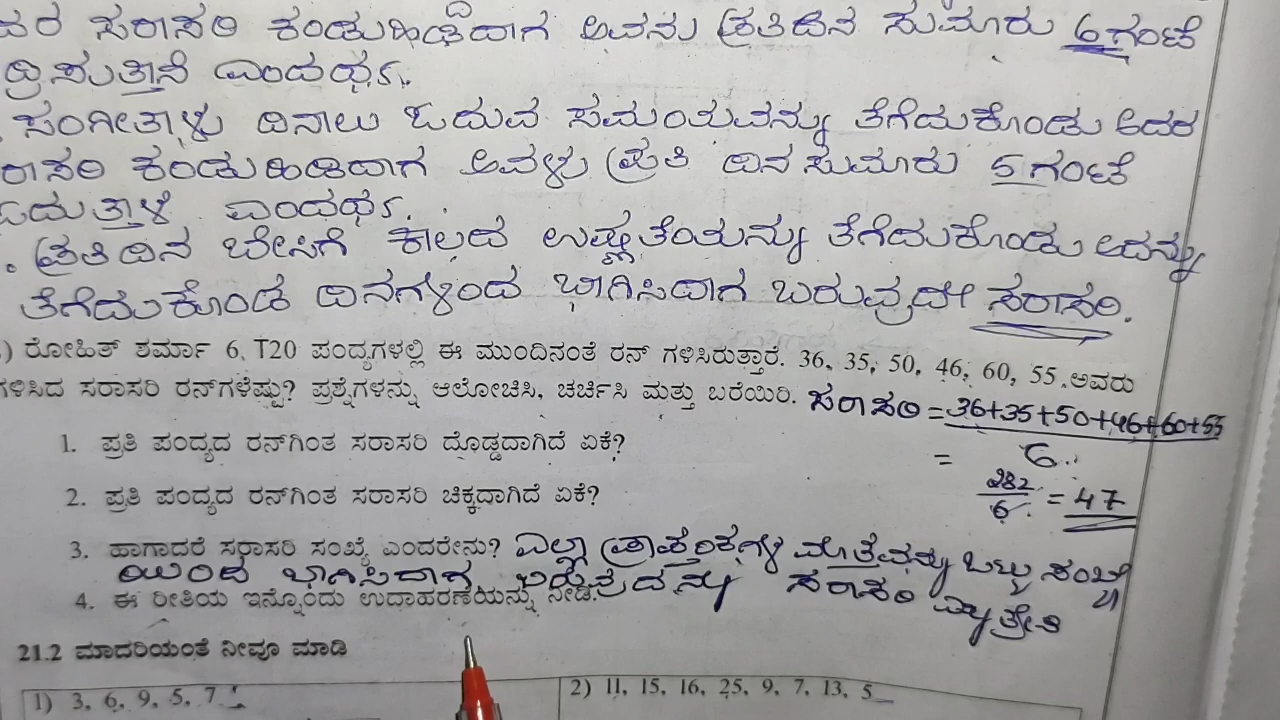 ವರ ಸರಾಸರಿ ಕಂಡುಹಿಡಿದಾಗ ಅವನು ಪ್ರತಿದಿನ ಸುಮಾರು 6 ಗಂಟೆ
ದ್ರಿಸುತ್ತಾನೆ ಎಂದರ್ಥ.
ಸಂಗೀತಾಳು ದಿನಾಲು ಓದುವ ಸಮಯವನ್ನು ತೆಗೆದುಕೊಂಡು ಅದರ
ರಾಸರಿ ಕಂಡುಹಿಡಿದಾಗ ಅವಳು ಪ್ರತಿ ದಿನ ಸುಮಾರು 5 ಗಂಟೆ
ಓದುತ್ತಾಳೆ ಎಂದರ್ಥ.
ಪ್ರತಿ ದಿನ ಬೇಸಿಗೆ ಕಾಲದ ಉಷ್ಣತೆಯನ್ನು ತೆಗೆದುಕೊಂಡು ಅದನ್ನು
ತೆಗೆದುಕೊಂಡ ದಿನಗಳಿಂದ ಭಾಗಿಸಿದಾಗ ಬರುವುದೇ ಸರಾಸರಿ.
) ರೋಹಿತ್ ಶರ್ಮಾ 6, T20 ಪಂದ್ಯಗಳಲ್ಲಿ ಈ ಮುಂದಿನಂತೆ ರನ್ ಗಳಿಸಿರುತ್ತಾರೆ. 36, 35, 50, 46, 60, 55 .ಅವರು
ಗಳಿಸಿದ ಸರಾಸರಿ ರನ್‌ಗಳೆಷ್ಟು? ಪ್ರಶ್ನೆಗಳನ್ನು ಆಲೋಚಿಸಿ, ಚರ್ಚಿಸಿ ಮತ್ತು ಬರೆಯಿರಿ. ಸರಾಸರಿ = 36+35+50+46+60+55
1. ಪ್ರತಿ ಪಂದ್ಯದ ರನ್‌ಗಿಂತ ಸರಾಸರಿ ದೊಡ್ಡದಾಗಿದೆ ಏಕೆ? = 6
2. ಪ್ರತಿ ಪಂದ್ಯದ ರನ್‌ಗಿಂತ ಸರಾಸರಿ ಚಿಕ್ಕದಾಗಿದೆ ಏಕೆ? 282/6 = 47
3. ಹಾಗಾದರೆ ಸರಾಸರಿ ಸಂಖ್ಯೆ ಎಂದರೇನು? ಎಲ್ಲಾ ಪ್ರಾಪ್ತಾಂಕಗಳ ಮೊತ್ತವನ್ನು ಒಟ್ಟು ಸಂಖ್ಯೆ
ಯಿಂದ ಭಾಗಿಸಿದಾಗ ಸರಾಸರಿ
4. ಈ ರೀತಿಯ ಇನ್ನೊಂದು ಉದಾಹರಣೆಯನ್ನು ನೀಡಿ.
21.2 ಮಾದರಿಯಂತೆ ನೀವೂ ಮಾಡಿ
1) 3, 6, 9, 5, 7
2) 11, 15, 16, 25, 9, 7, 13, 5